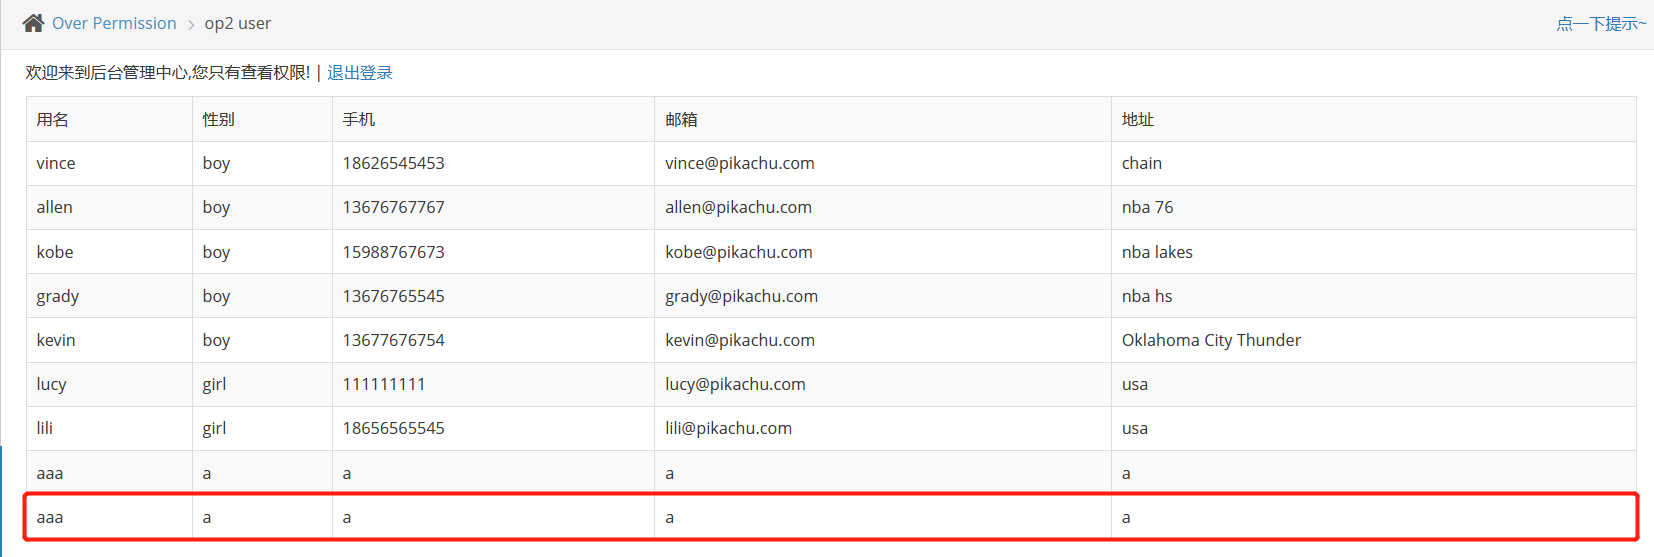 Over Permission > op2 user 点一下提示~
欢迎来到后台管理中心,您只有查看权限! | 退出登录
用名 性别 手机 邮箱 地址
vince boy 18626545453 vince@pikachu.com chain
allen boy 13676767767 allen@pikachu.com nba 76
kobe boy 15988767673 kobe@pikachu.com nba lakes
grady boy 13676765545 grady@pikachu.com nba hs
kevin boy 13677676754 kevin@pikachu.com Oklahoma City Thunder
lucy girl 111111111 lucy@pikachu.com usa
lili girl 18656565545 lili@pikachu.com usa
aaa a a a a
aaa a a a a